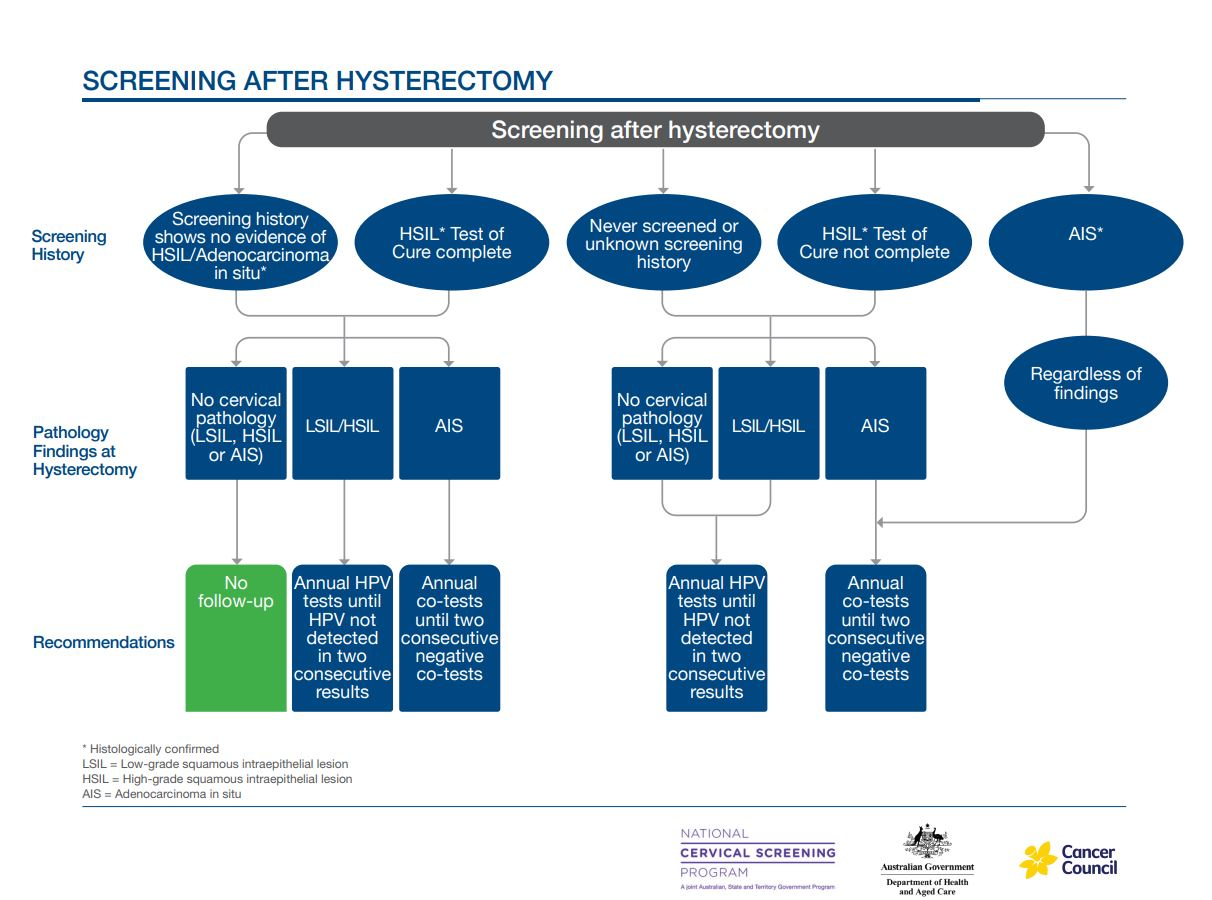 SCREENING AFTER HYSTERECTOMY
Screening after hysterectomy
Screening
History
Screening history
shows no evidence of
HSIL/Adenocarcinoma
in situ*
HSIL* Test of
Cure complete
Never screened or
unknown screening
history
HSIL* Test of
Cure not complete
AIS*
Regardless of
findings
Pathology
Findings at
Hysterectomy
No cervical
pathology
(LSIL, HSIL
or AIS)
LSIL/HSIL
AIS
No cervical
pathology
(LSIL, HSIL
or AIS)
LSIL/HSIL
AIS
Recommendations
No
follow-up
Annual HPV
tests until
HPV not
detected
in two
consecutive
results
Annual
co-tests
until two
consecutive
negative
co-tests
Annual HPV
tests until
HPV not
detected
in two
consecutive
results
Annual
co-tests
until two
consecutive
negative
co-tests
* Histologically confirmed
LSIL = Low-grade squamous intraepithelial lesion
HSIL = High-grade squamous intraepithelial lesion
AIS = Adenocarcinoma in situ
NATIONAL
CERVICAL SCREENING
PROGRAM
A joint Australian, State and Territory Government Program
Australian Government
Department of Health
and Aged Care
Cancer
Council